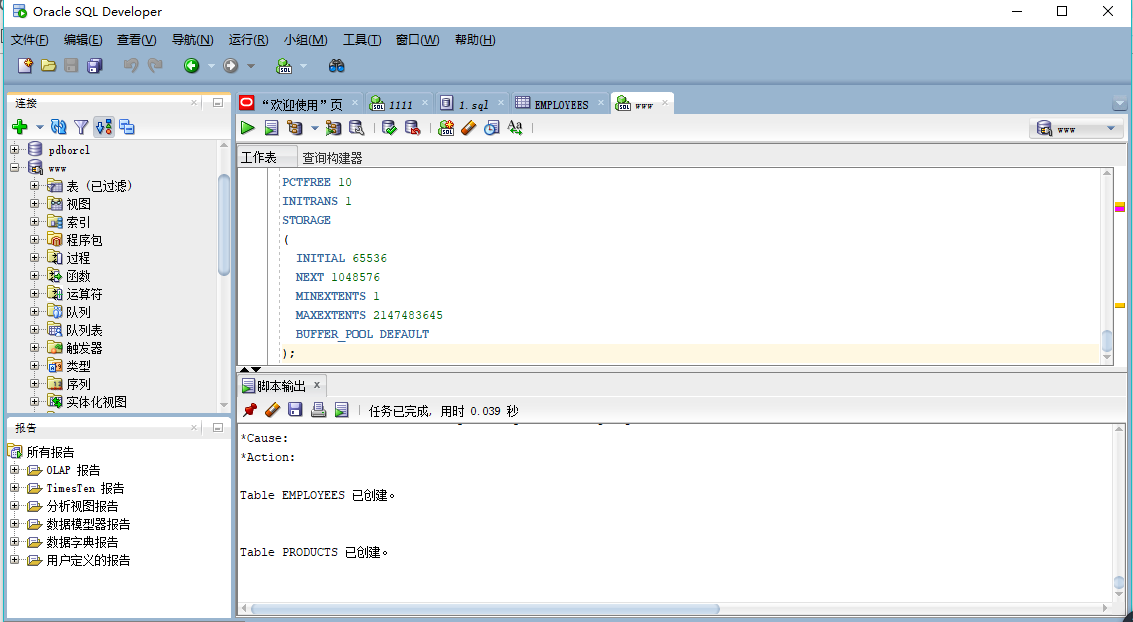 Oracle SQL Developer
文件(F) 编辑(E) 查看(V) 导航(N) 运行(R) 小组(M) 工具(T) 窗口(W) 帮助(H)
连接
pdborcl
www
表 (已过滤)
视图
索引
程序包
过程
函数
运算符
队列
队列表
触发器
类型
序列
实体化视图
报告
所有报告
OLAP 报告
TimesTen 报告
分析视图报告
数据模型器报告
数据字典报告
用户定义的报告
“欢迎使用”页 1111 1.sql EMPLOYEES www
www
工作表 查询构建器
PCTFREE 10
INITRANS 1
STORAGE
(
INITIAL 65536
NEXT 1048576
MINEXTENTS 1
MAXEXTENTS 2147483645
BUFFER_POOL DEFAULT
);
脚本输出 x
任务已完成, 用时 0.039 秒
*Cause:
*Action:
Table EMPLOYEES 已创建。
Table PRODUCTS 已创建。